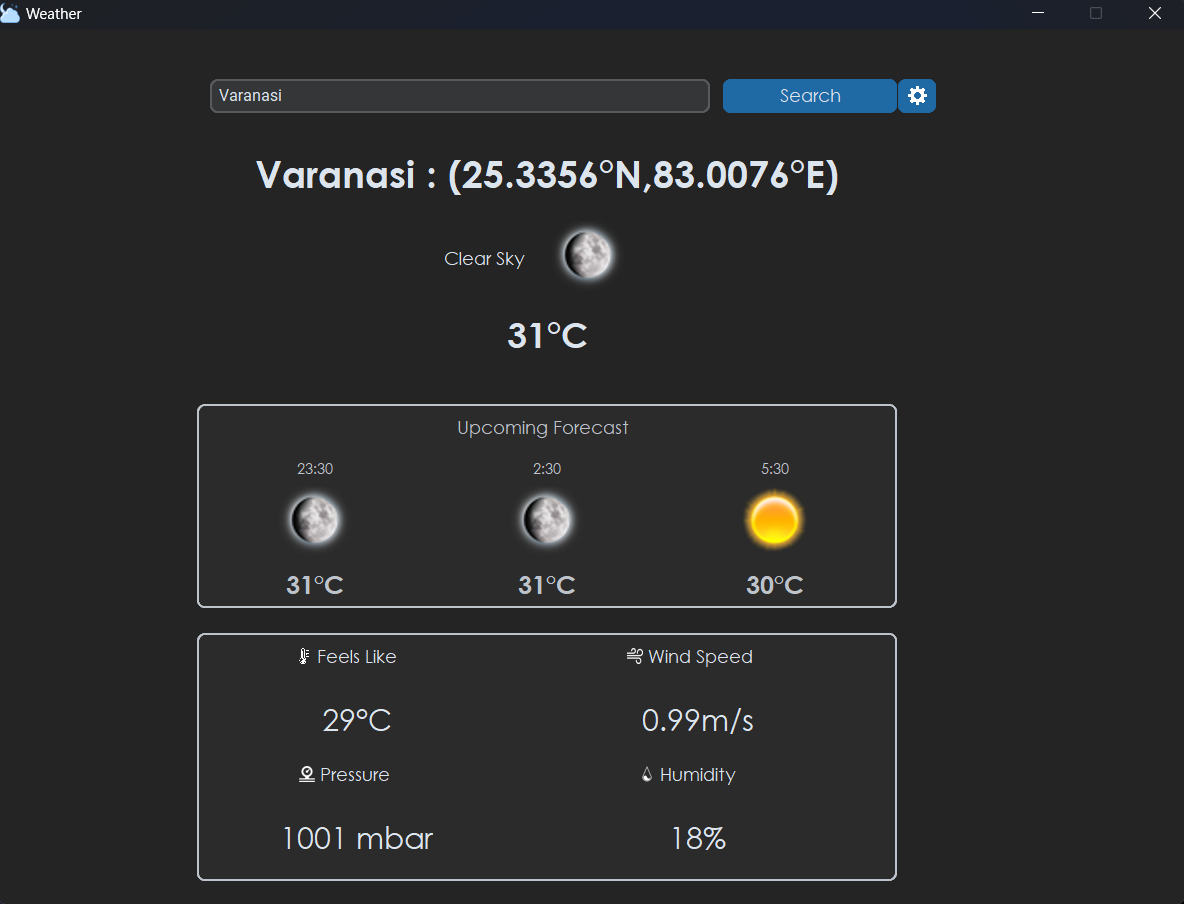 Weather
Varanasi Search
Varanasi : (25.3356°N,83.0076°E)
Clear Sky
31°C
Upcoming Forecast
23:30 2:30 5:30
31°C 31°C 30°C
Feels Like Wind Speed
29°C 0.99m/s
Pressure Humidity
1001 mbar 18%